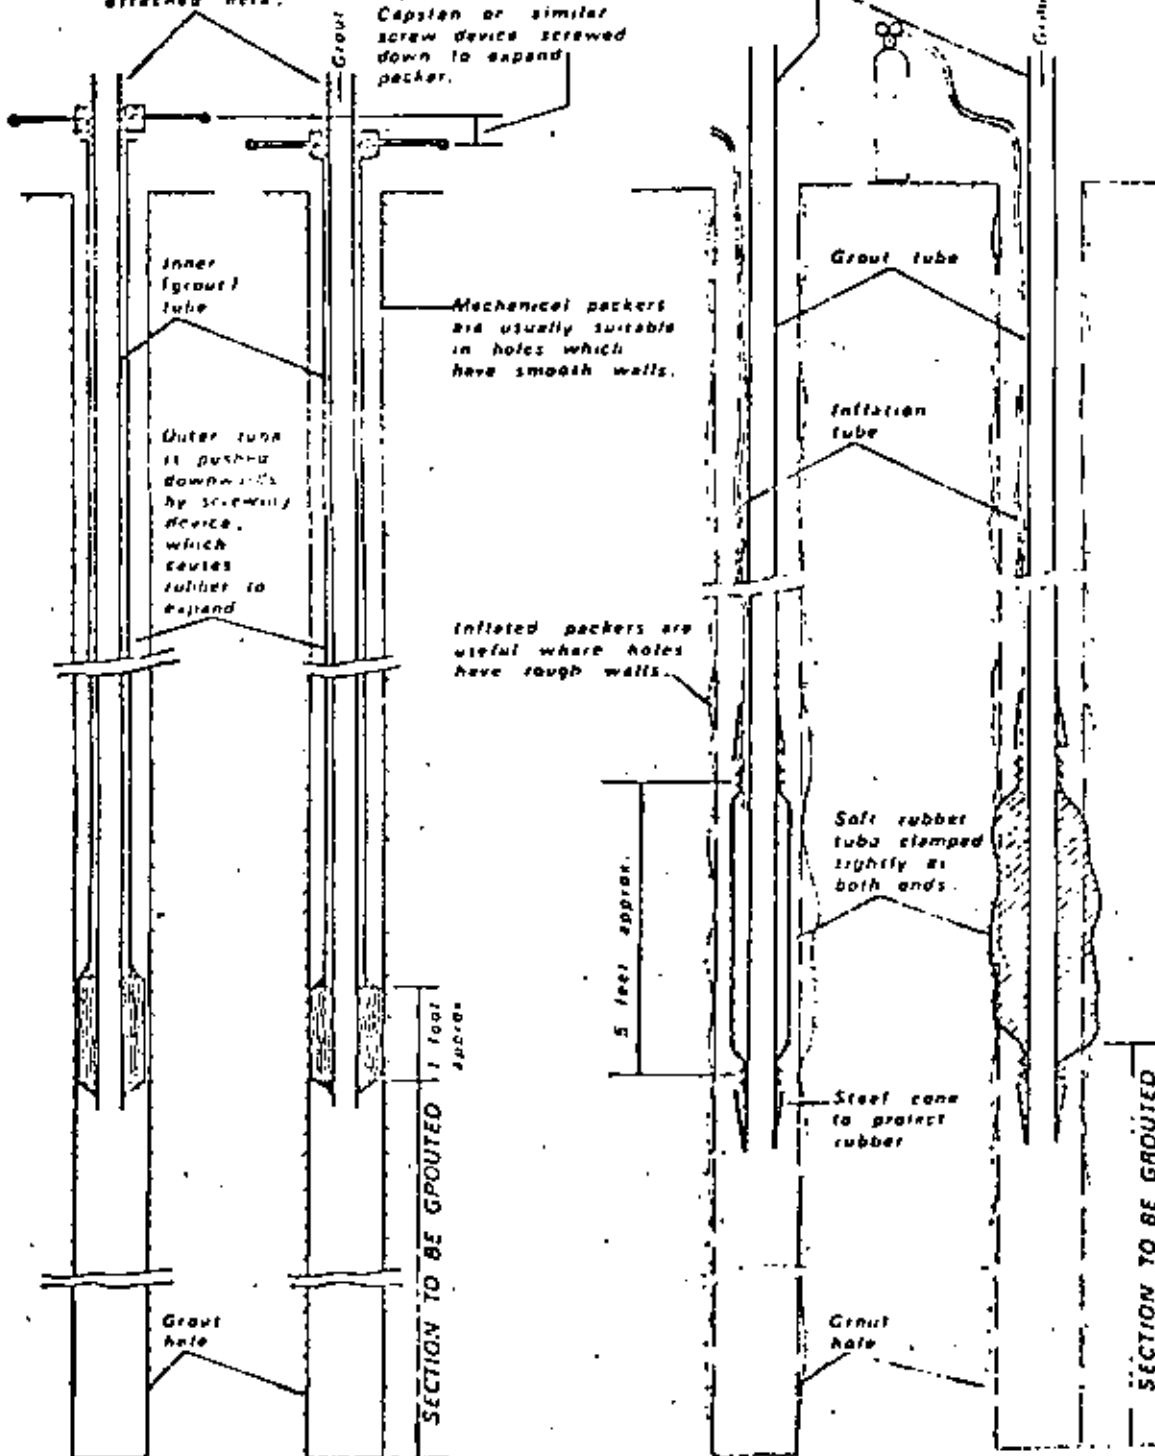 attached here.
Grout
Capstan or similar
screw device screwed
down to expand
packer.
Inner
(grout)
tube
Mechanical packers
are usually suitable
in holes which
have smooth walls.
Outer
is pushed
downwards
by screwing
device,
which
causes
rubber to
expand
1 foot
approx
SECTION TO BE GROUTED
Grout
hole
Grout tube
Inflation
tube
Inflated packers are
useful where holes
have rough walls.
5 feet approx.
Soft rubber
tube clamped
tightly at
both ends.
Steel cone
to protect
rubber
Grout
hole
SECTION TO BE GROUTED